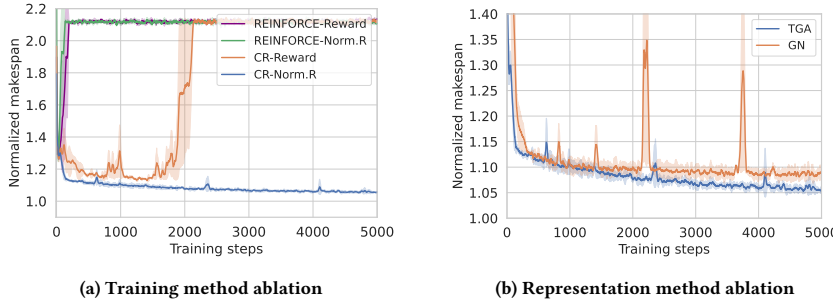 2.2
2.0
1.8
1.6
1.4
1.2
1.0
Normalized makespan
REINFORCE-Reward
REINFORCE-Norm.R
CR-Reward
CR-Norm.R
0 1000 2000 3000 4000 5000
Training steps
(a) Training method ablation
1.40
1.35
1.30
1.25
1.20
1.15
1.10
1.05
1.00
Normalized makespan
TGA
GN
0 1000 2000 3000 4000 5000
Training steps
(b) Representation method ablation